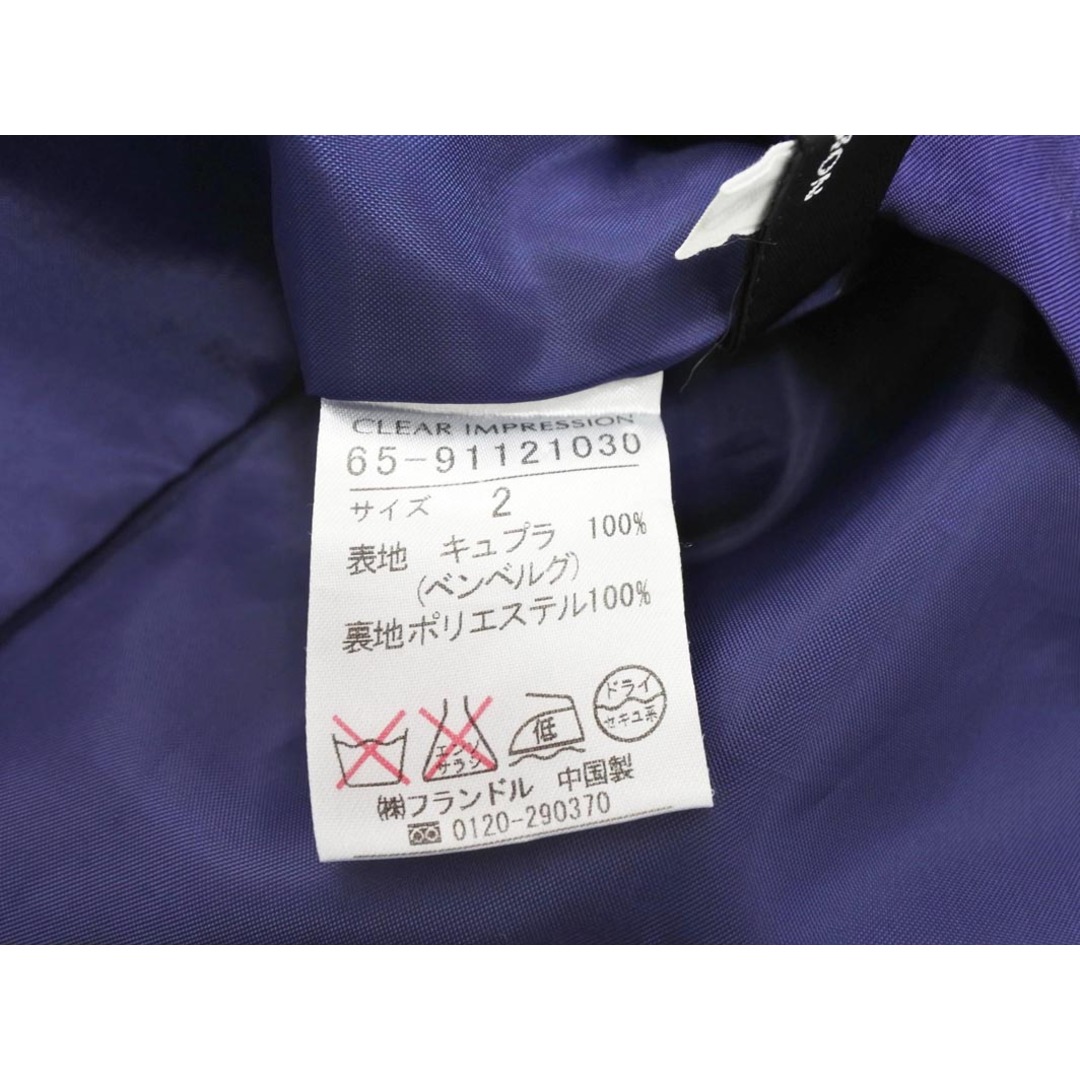 CLEAR IMPRESSION
65-91121030
サイズ 2
表地 キュプラ 100%
(ベンベルグ)
裏地ポリエステル100%
エンソ
サラシ
低
ドライ
セキユ系
㈱フランドル 中国製
0120-290370